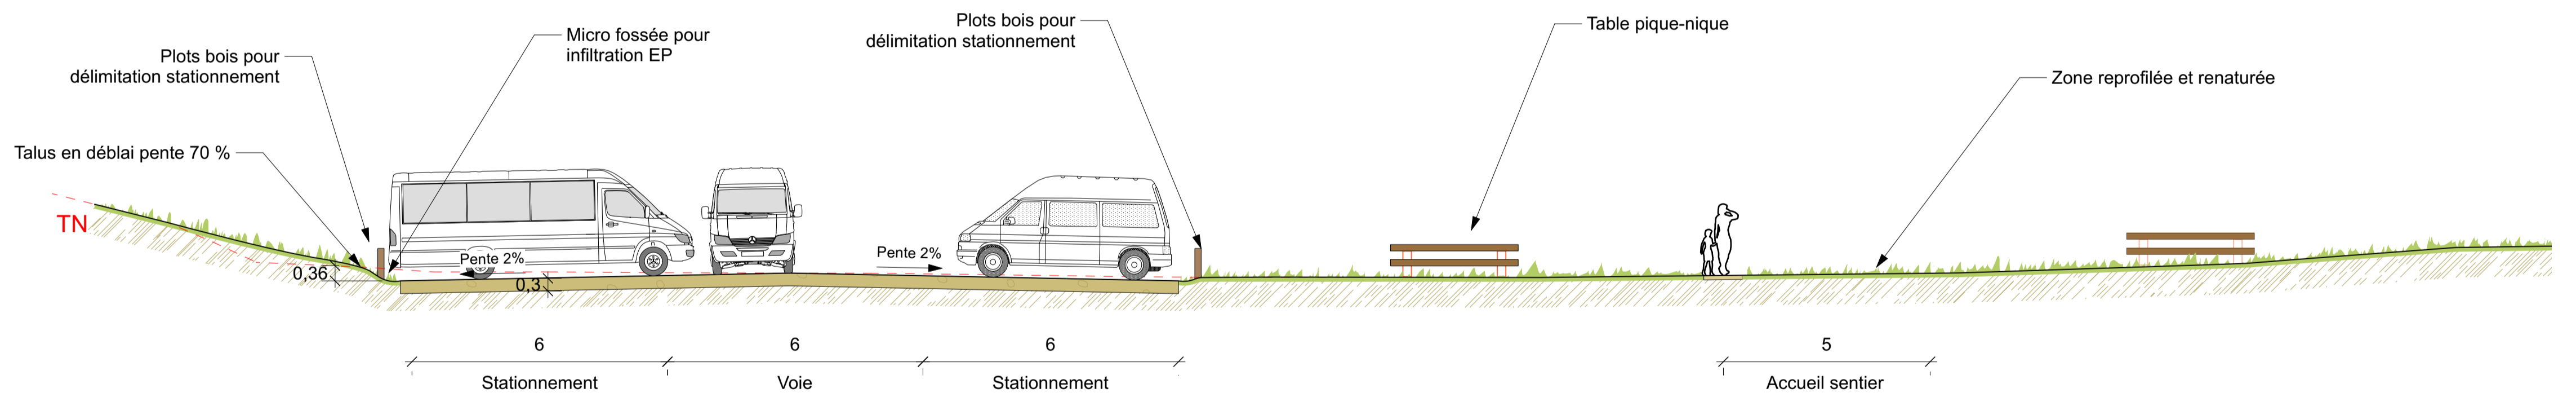 Plots bois pour
délimitation stationnement
Micro fossée pour
infiltration EP
Plots bois pour
délimitation stationnement
Table pique-nique
Zone reprofilée et renaturée
Talus en déblai pente 70 %
TN
0,36
Pente 2%
0,3
Pente 2%
6
6
6
5
Stationnement
Voie
Stationnement
Accueil sentier